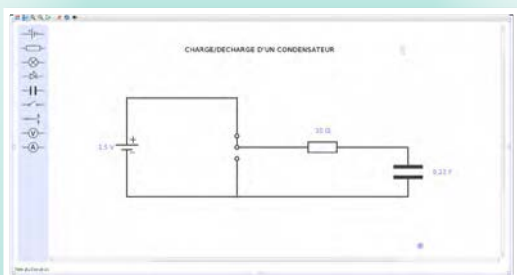 CHARGE/DECHARGE D'UN CONDENSATEUR
10 Ω
1,5 V
0,22 F
V
A